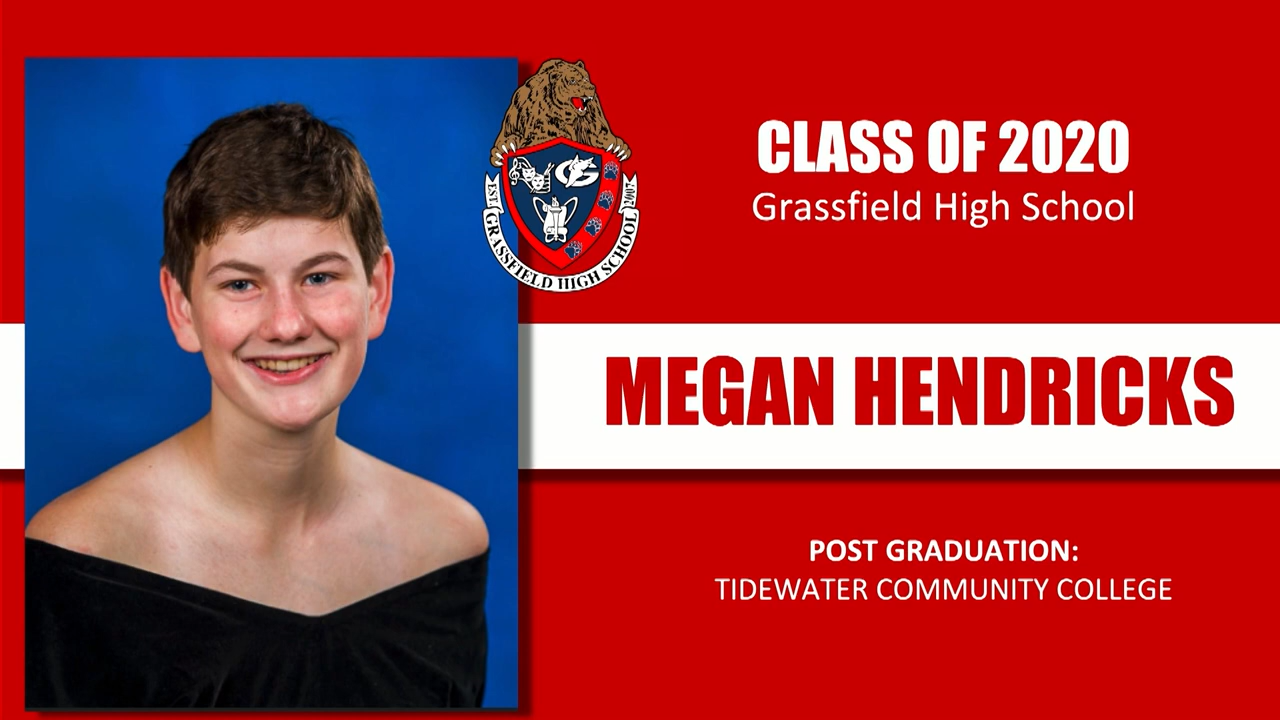 CLASS OF 2020
Grassfield High School
EST. 2007
GRASSFIELD HIGH SCHOOL
G
MEGAN HENDRICKS
POST GRADUATION:
TIDEWATER COMMUNITY COLLEGE